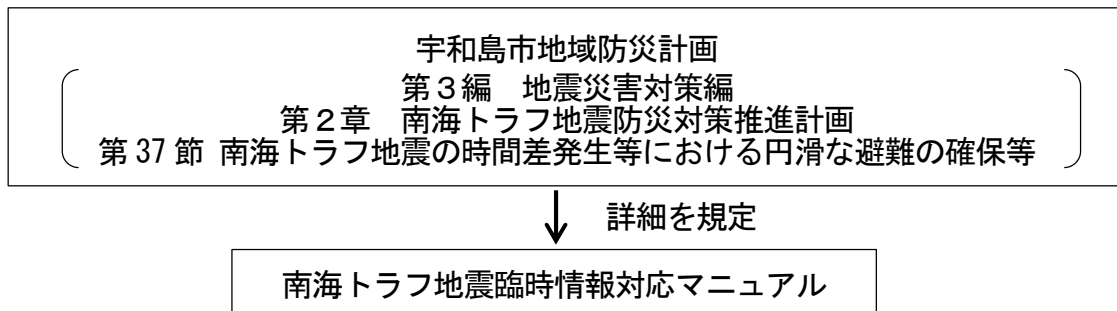 宇和島市地域防災計画
第3編　地震災害対策編
第2章　南海トラフ地震防災対策推進計画
第 37 節 南海トラフ地震の時間差発生等における円滑な避難の確保等
詳細を規定
南海トラフ地震臨時情報対応マニュアル